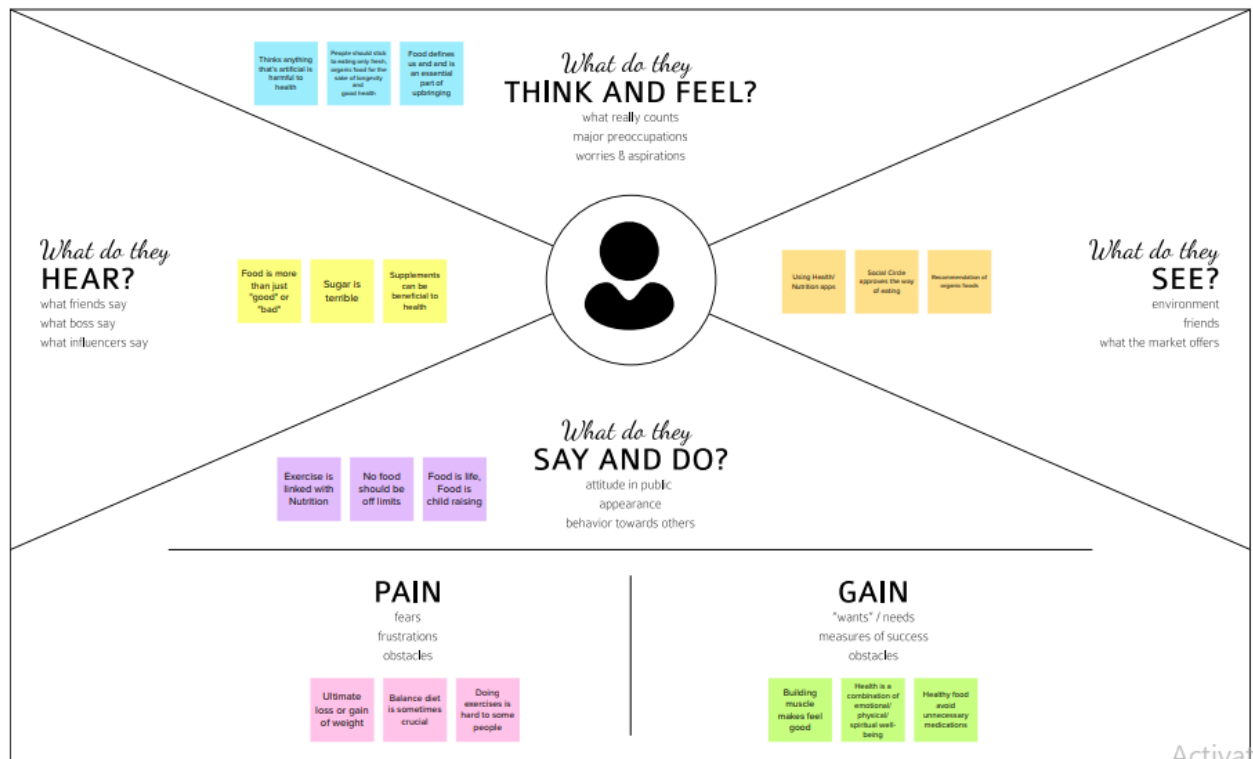 Thinks anything
that's artificial is
harmful to
health
People should stick
to eating only fresh,
organic food for the
sake of longevity
and
good health
Food defines
us and end is
an essential
part of
upbringing
What do they
THINK AND FEEL?
what really counts
major preoccupations
worries & aspirations
What do they
HEAR?
what friends say
what boss say
what influencers say
Food is more
than just
"good" or
"bad"
Sugar is
terrible
Supplements
can be
beneficial to
health
Using Health/
Nutrition apps
Social Circle
approves the way
of eating
Recommendation of
organic foods
What do they
SEE?
environment
friends
what the market offers
What do they
SAY AND DO?
attitude in public
appearance
behavior towards others
Exercise is
linked with
Nutrition
No food
should be
off limits
Food is life,
Food is
child raising
PAIN
fears
frustrations
obstacles
Ultimate
loss or gain
of weight
Balance diet
is sometimes
crucial
Doing
exercises is
hard to some
people
GAIN
"wants" / needs
measures of success
obstacles
Building
muscle
makes feel
good
Health is a
combination of
emotional/
physical/
spiritual well-
being
Healthy food
avoid
unnecessary
medications
Activat